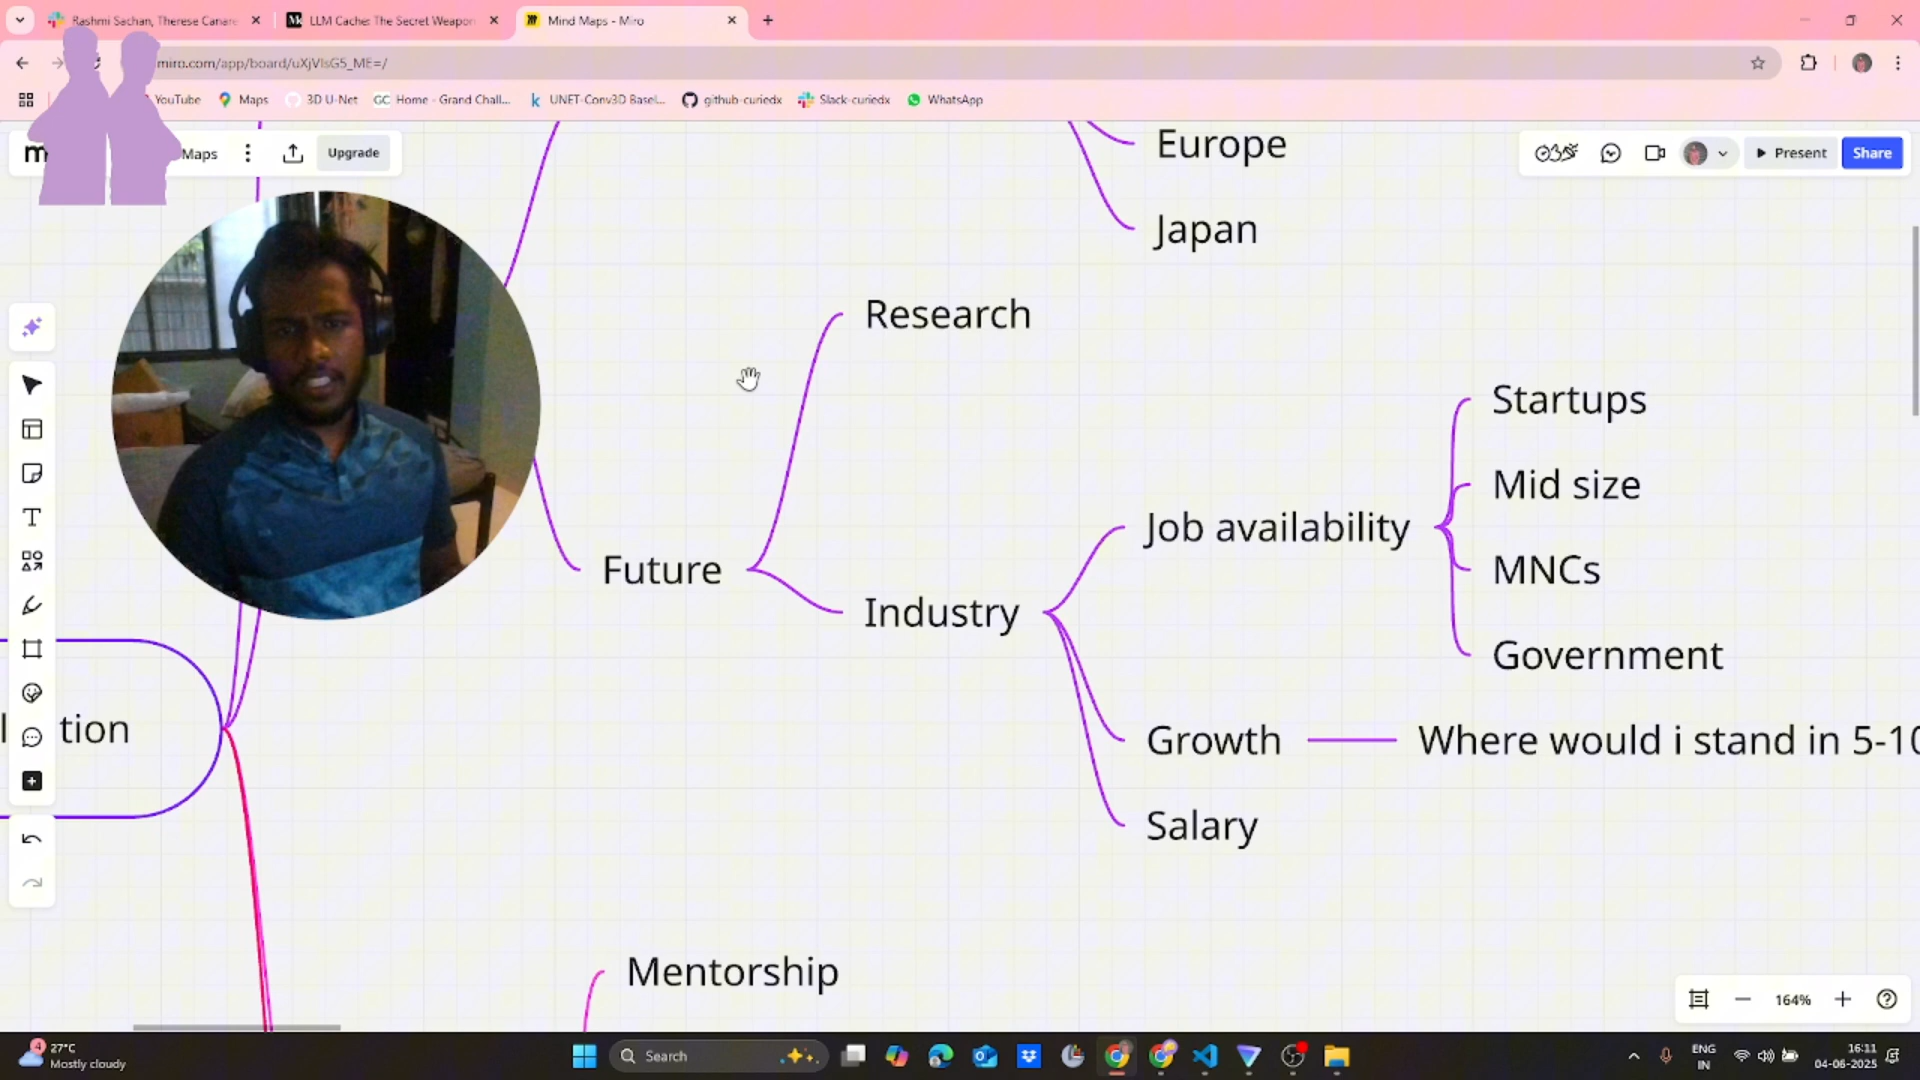 Rashmi Sachan, Therese Canare
LLM Cache: The Secret Weapon
Mind Maps - Miro
miro.com/app/board/uXjVIsG5_ME=/
YouTube
Maps
3D U-Net
GC Home - Grand Chall...
k UNET-Conv3D Basel...
github-curiedx
Slack-curiedx
WhatsApp
m
Maps
Upgrade
Present
Share
Europe
Japan
Research
Startups
Mid size
Job availability
MNCs
Future
Industry
Government
tion
Growth
Where would i stand in 5-10
Salary
Mentorship
164%
4
27°C
Mostly cloudy
Search
ENG
IN
16:11
04-06-2025